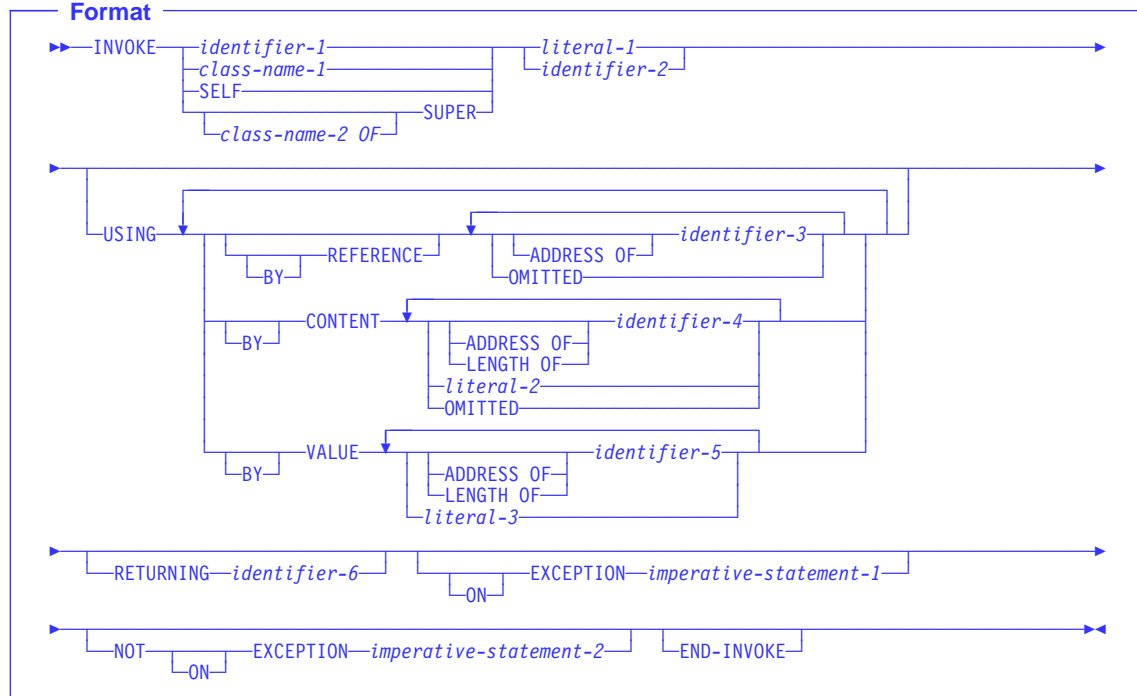 Format
INVOKE identifier-1 literal-1
class-name-1 identifier-2
SELF
SUPER
class-name-2 OF
USING
REFERENCE identifier-3
BY ADDRESS OF
OMITTED
CONTENT identifier-4
BY ADDRESS OF
LENGTH OF
literal-2
OMITTED
VALUE identifier-5
BY ADDRESS OF
LENGTH OF
literal-3
RETURNING identifier-6 EXCEPTION imperative-statement-1
ON
NOT EXCEPTION imperative-statement-2 END-INVOKE
ON